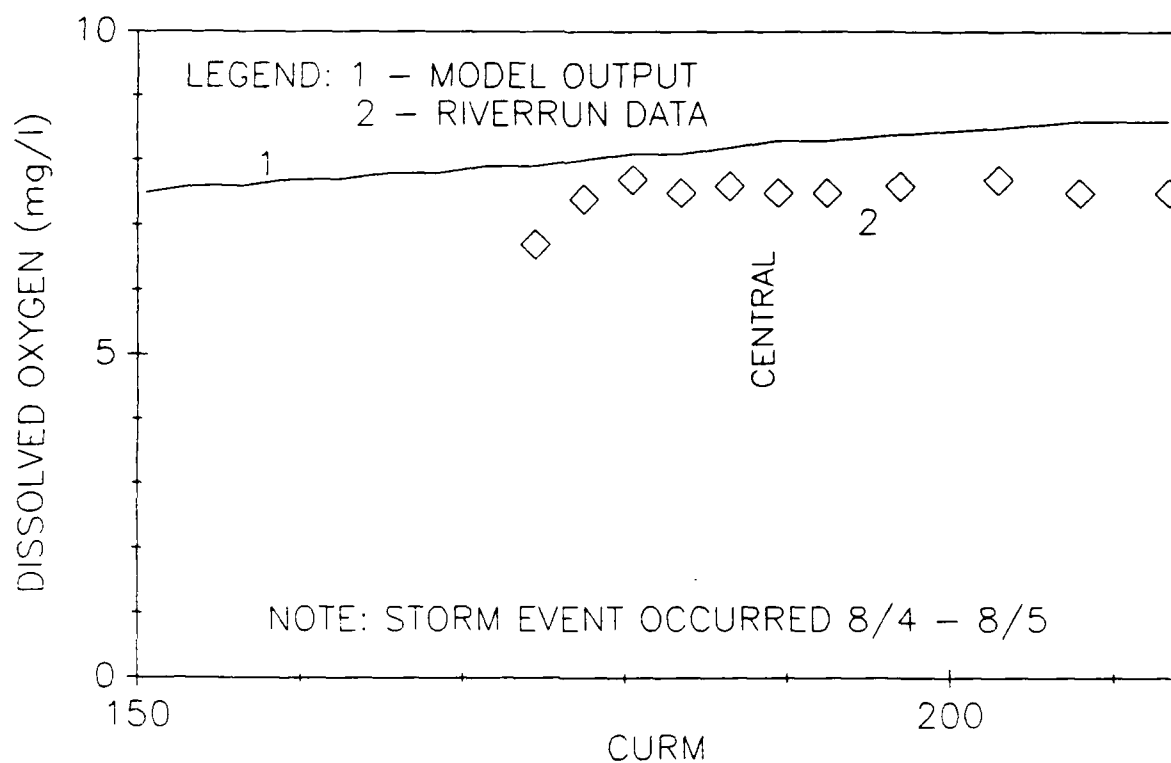 10
LEGEND: 1 – MODEL OUTPUT
2 – RIVERRUN DATA
1
2
CENTRAL
DISSOLVED OXYGEN (mg/l)
5
NOTE: STORM EVENT OCCURRED 8/4 – 8/5
0
150
200
CURM